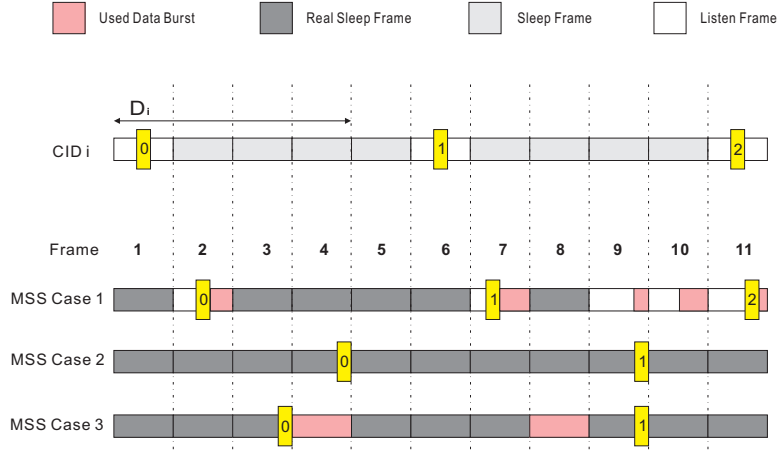 Used Data Burst Real Sleep Frame Sleep Frame Listen Frame
Di
CID i 0 1 2
Frame 1 2 3 4 5 6 7 8 9 10 11
MSS Case 1 0 1 2
MSS Case 2 0 1
MSS Case 3 0 1